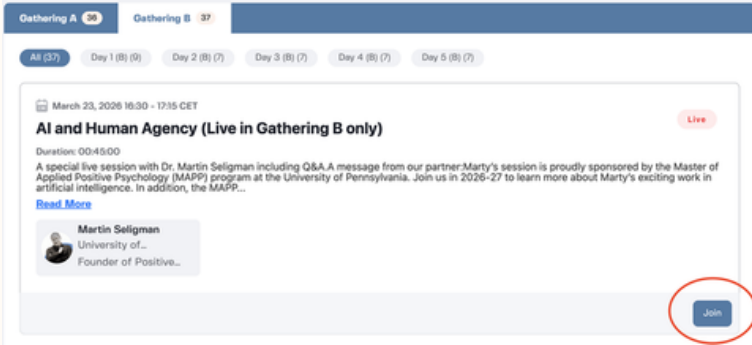 Gathering A 36
Gathering B 37
All (37)
Day 1 (B) (9)
Day 2 (B) (7)
Day 3 (B) (7)
Day 4 (B) (7)
Day 5 (B) (7)
March 23, 2026 16:30 - 17:15 CET
AI and Human Agency (Live in Gathering B only)
Live
Duration: 00:45:00
A special live session with Dr. Martin Seligman including Q&A.A message from our partner:Marty's session is proudly sponsored by the Master of
Applied Positive Psychology (MAPP) program at the University of Pennsylvania. Join us in 2026-27 to learn more about Marty's exciting work in
artificial intelligence. In addition, the MAPP...
Read More
Martin Seligman
University of...
Founder of Positive...
Join